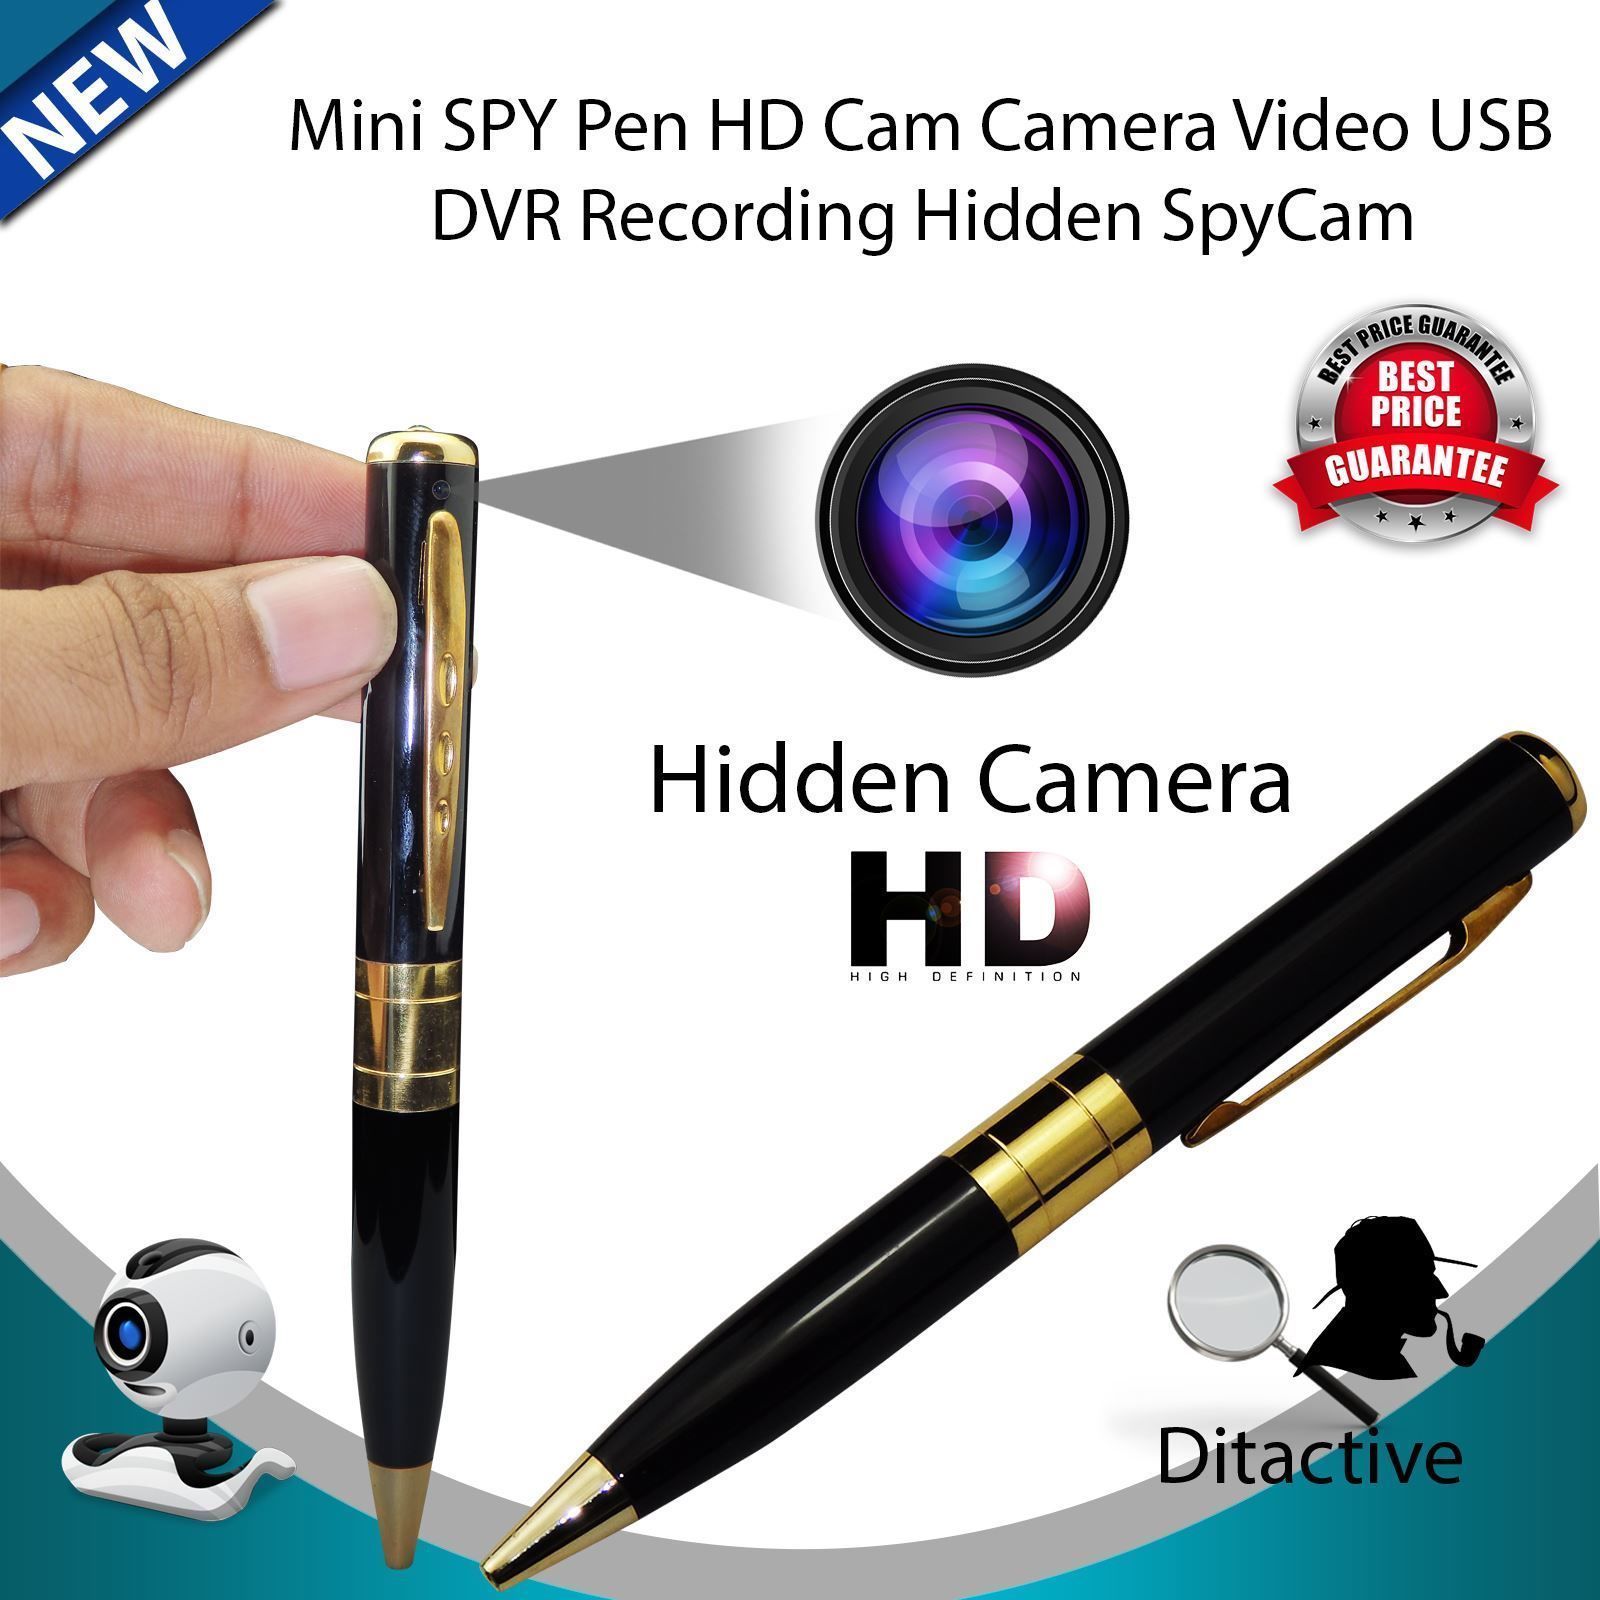 NEW
Mini SPY Pen HD Cam Camera Video USB
DVR Recording Hidden SpyCam
BEST PRICE GUARANTEE
BEST
PRICE
GUARANTEE
Hidden Camera
HD
HIGH DEFINITION
Ditactive